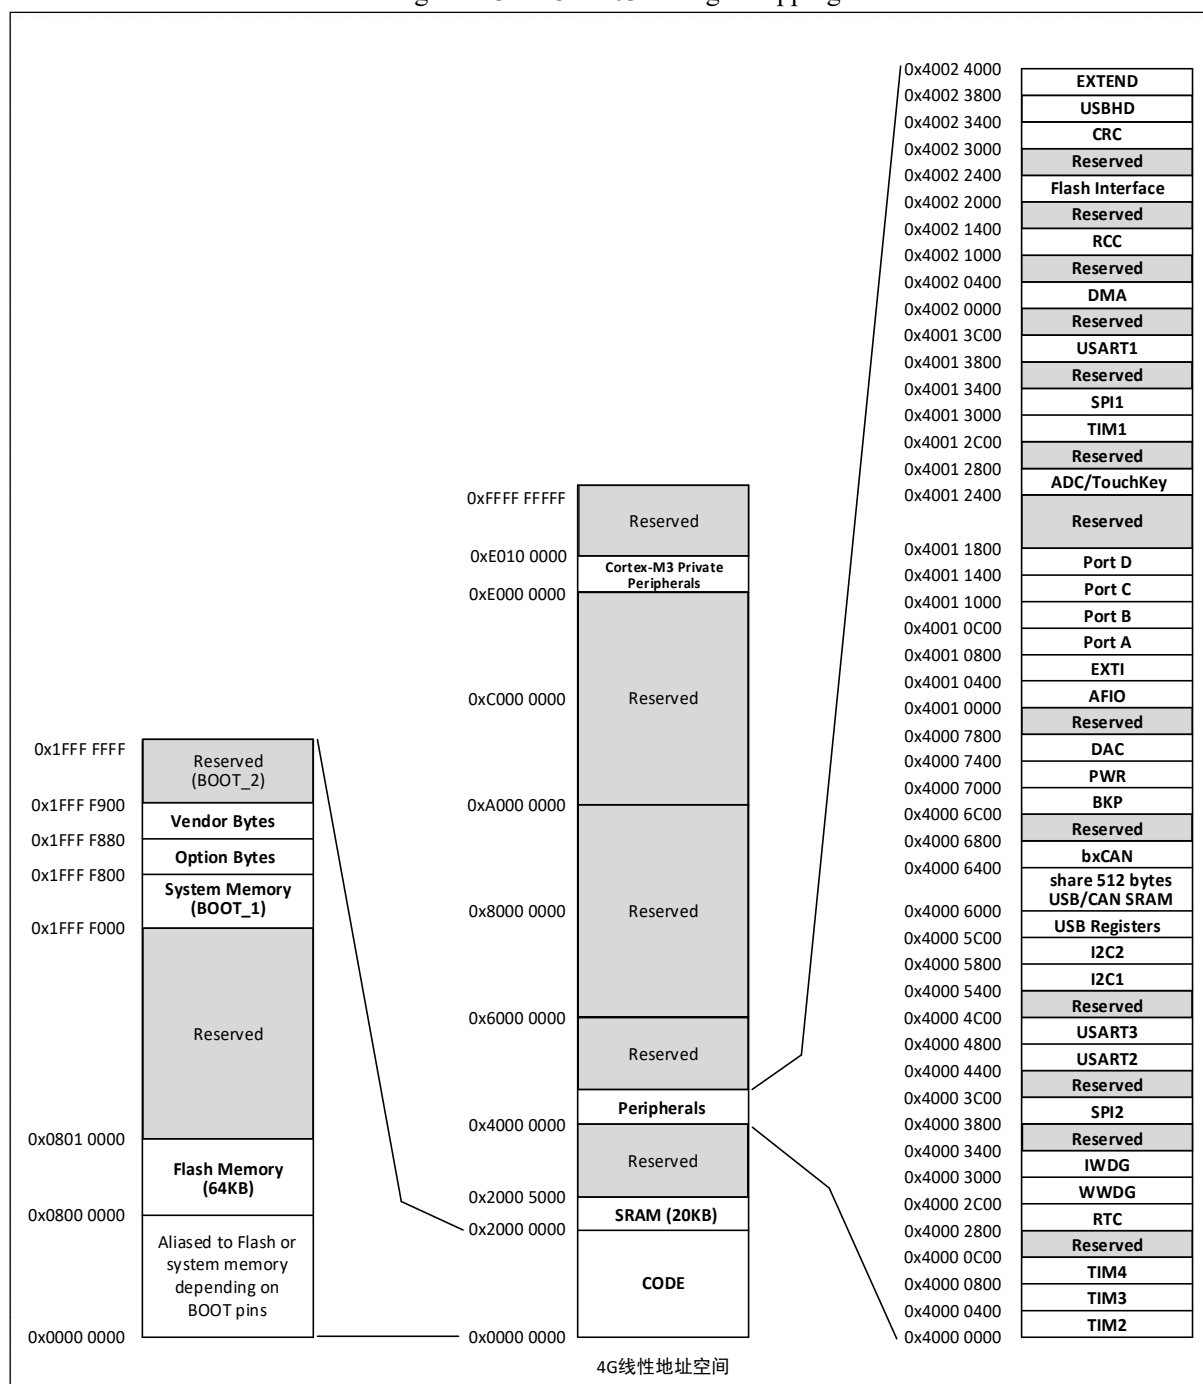 0x1FFF FFFF
Reserved
(BOOT_2)
0x1FFF F900
Vendor Bytes
0x1FFF F880
Option Bytes
0x1FFF F800
System Memory
(BOOT_1)
0x1FFF F000
Reserved
0x0801 0000
Flash Memory
(64KB)
0x0800 0000
Aliased to Flash or
system memory
depending on
BOOT pins
0x0000 0000
0xFFFF FFFFF
Reserved
0xE010 0000
Cortex-M3 Private
Peripherals
0xE000 0000
Reserved
0xC000 0000
0xA000 0000
Reserved
0x8000 0000
0x6000 0000
Reserved
Peripherals
0x4000 0000
Reserved
0x2000 5000
SRAM (20KB)
0x2000 0000
CODE
0x0000 0000
4G线性地址空间
0x4002 4000
EXTEND
0x4002 3800
USBHD
0x4002 3400
CRC
0x4002 3000
Reserved
0x4002 2400
Flash Interface
0x4002 2000
Reserved
0x4002 1400
RCC
0x4002 1000
Reserved
0x4002 0400
DMA
0x4002 0000
Reserved
0x4001 3C00
USART1
0x4001 3800
Reserved
0x4001 3400
SPI1
0x4001 3000
TIM1
0x4001 2C00
Reserved
0x4001 2800
ADC/TouchKey
0x4001 2400
Reserved
0x4001 1800
Port D
0x4001 1400
Port C
0x4001 1000
Port B
0x4001 0C00
Port A
0x4001 0800
EXTI
0x4001 0400
AFIO
0x4001 0000
Reserved
0x4000 7800
DAC
0x4000 7400
PWR
0x4000 7000
BKP
0x4000 6C00
Reserved
0x4000 6800
bxCAN
0x4000 6400
share 512 bytes
USB/CAN SRAM
0x4000 6000
USB Registers
0x4000 5C00
I2C2
0x4000 5800
I2C1
0x4000 5400
Reserved
0x4000 4C00
USART3
0x4000 4800
USART2
0x4000 4400
Reserved
0x4000 3C00
SPI2
0x4000 3800
Reserved
0x4000 3400
IWDG
0x4000 3000
WWDG
0x4000 2C00
RTC
0x4000 2800
Reserved
0x4000 0C00
TIM4
0x4000 0800
TIM3
0x4000 0400
TIM2
0x4000 0000